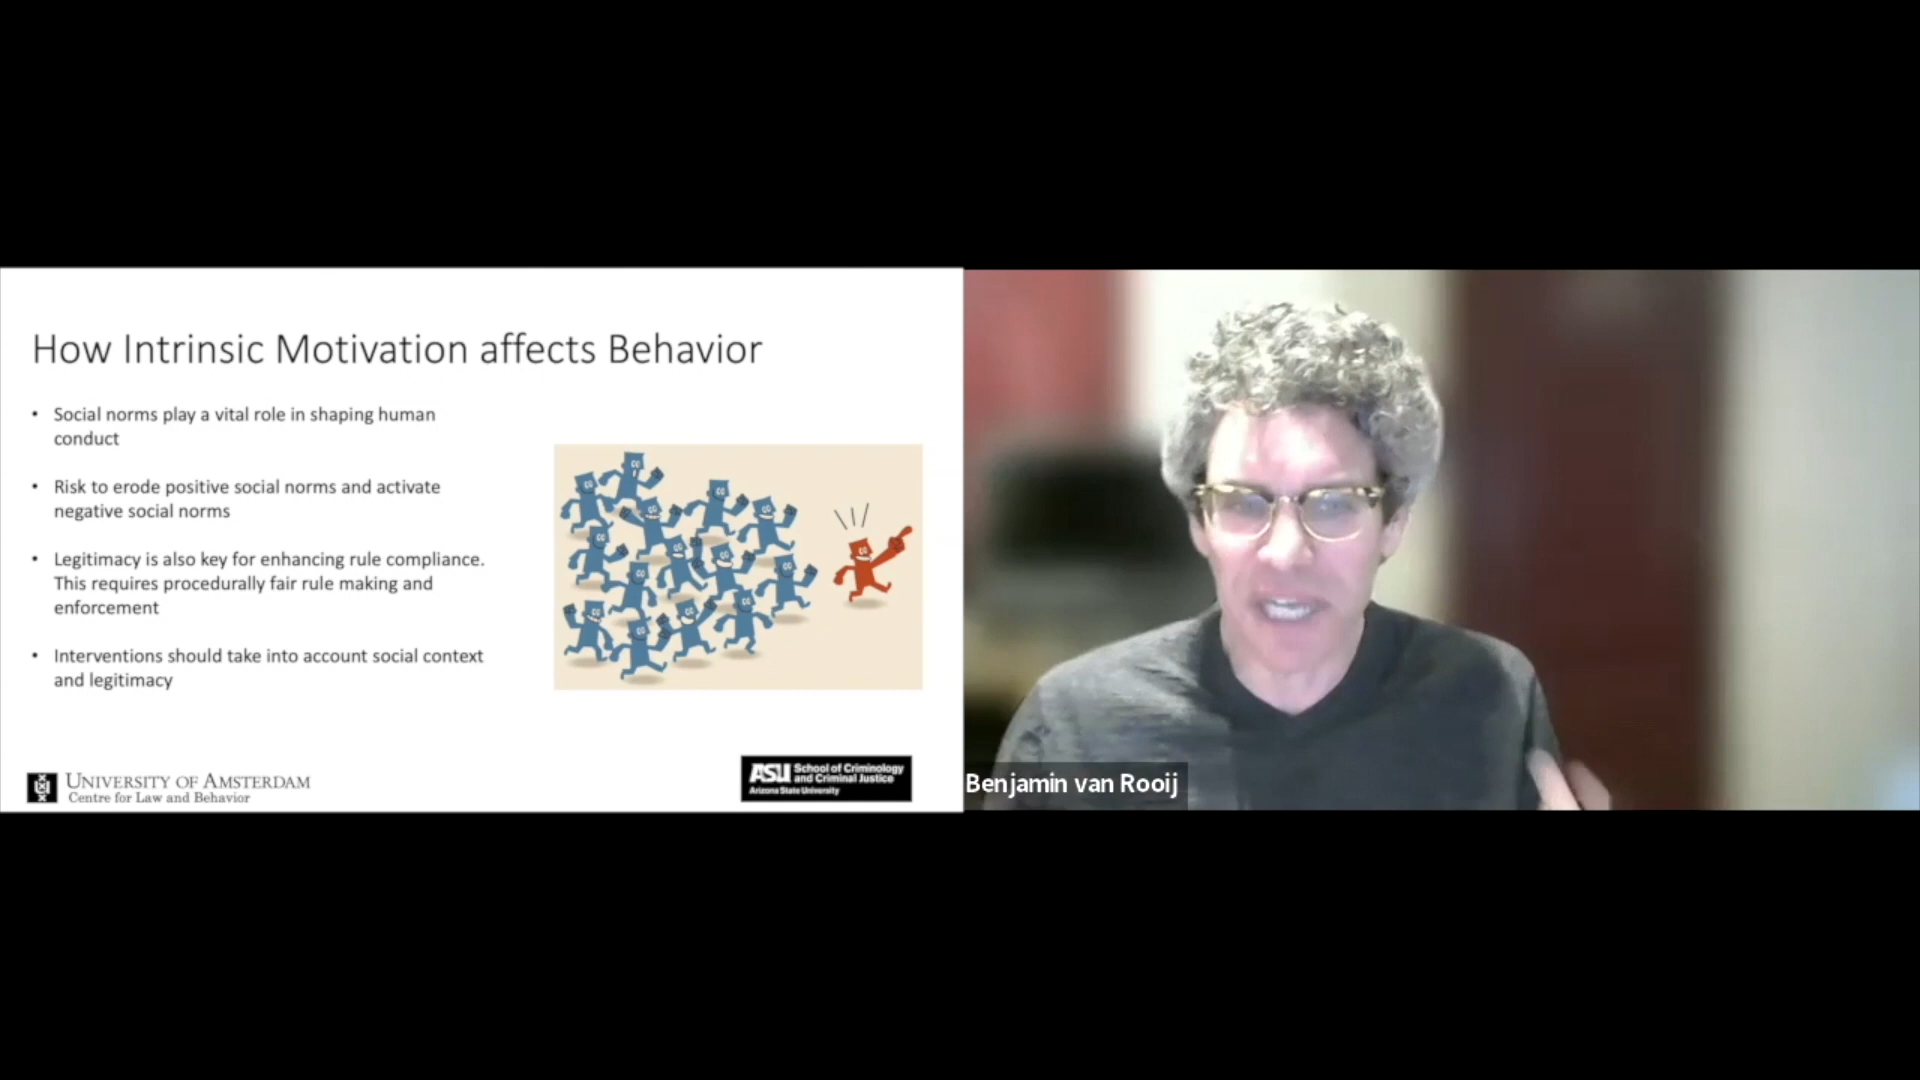 How Intrinsic Motivation affects Behavior
• Social norms play a vital role in shaping human
conduct
• Risk to erode positive social norms and activate
negative social norms
• Legitimacy is also key for enhancing rule compliance.
This requires procedurally fair rule making and
enforcement
• Interventions should take into account social context
and legitimacy
UNIVERSITY OF AMSTERDAM
Centre for Law and Behavior
ASU School of Criminology
and Criminal Justice
Arizona State University
Benjamin van Rooij